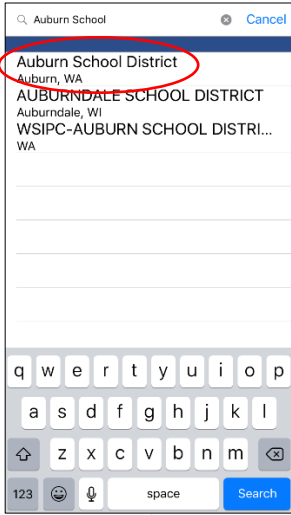 Auburn School
Cancel
Auburn School District
Auburn, WA
AUBURNDALE SCHOOL DISTRICT
Auburndale, WI
WSIPC-AUBURN SCHOOL DISTRI...
WA
q w e r t y u i o p
a s d f g h j k l
z x c v b n m
123 space Search